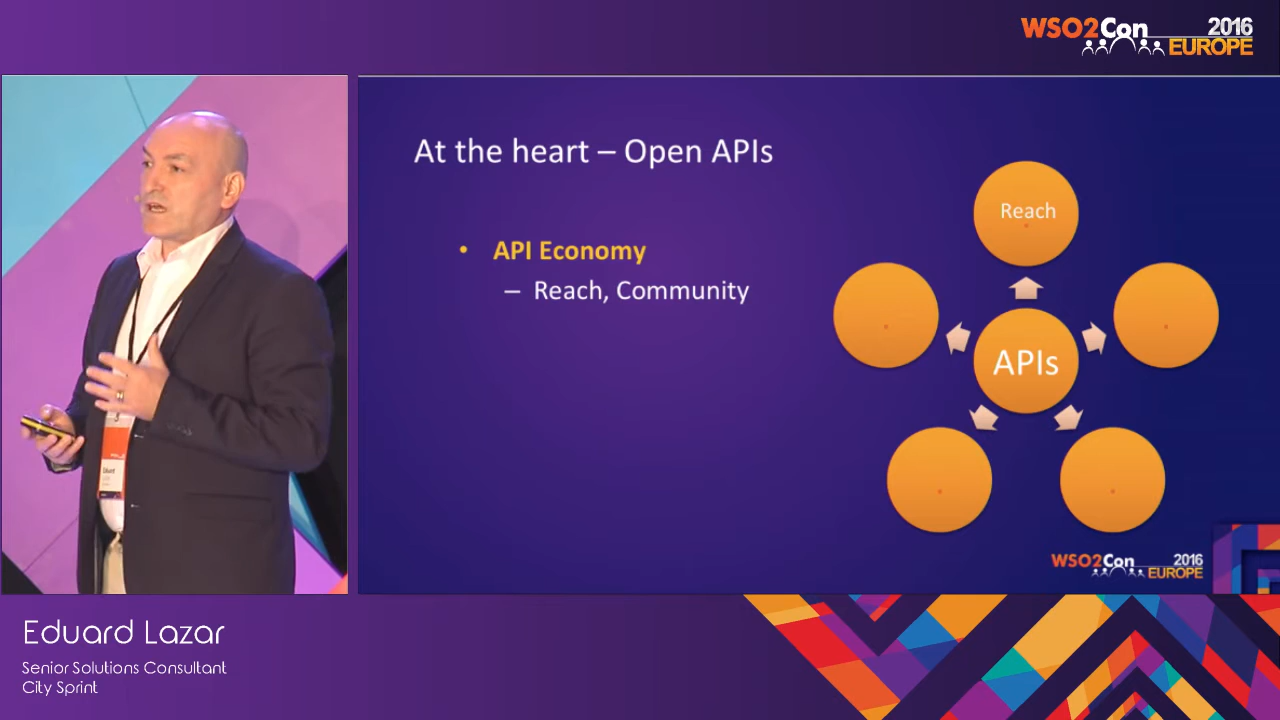 WSO2Con 2016
EUROPE
At the heart – Open APIs
• API Economy
– Reach, Community
Reach
APIs
WSO2Con 2016
EUROPE
Eduard
Eduard Lazar
Senior Solutions Consultant
City Sprint